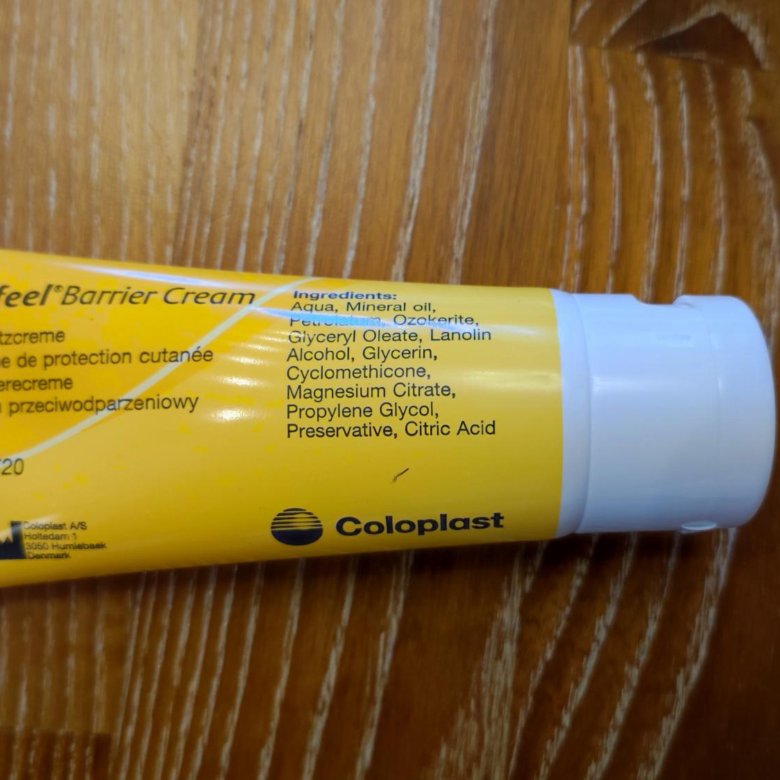 feel® Barrier Cream
tzcreme
e de protection cutanée
erecreme
przeciwodparzeniowy
20
Coloplast A/S
Holtedam 1
3050 Humlebaek
Denmark
Ingredients:
Aqua, Mineral oil,
Petrolatum, Ozokerite,
Glyceryl Oleate, Lanolin
Alcohol, Glycerin,
Cyclomethicone,
Magnesium Citrate,
Propylene Glycol,
Preservative, Citric Acid
Coloplast